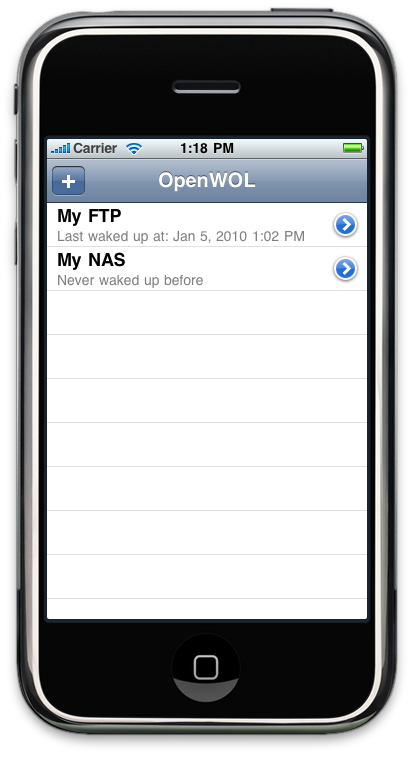 Carrier 1:18 PM
+ OpenWOL
My FTP
Last waked up at: Jan 5, 2010 1:02 PM
My NAS
Never waked up before